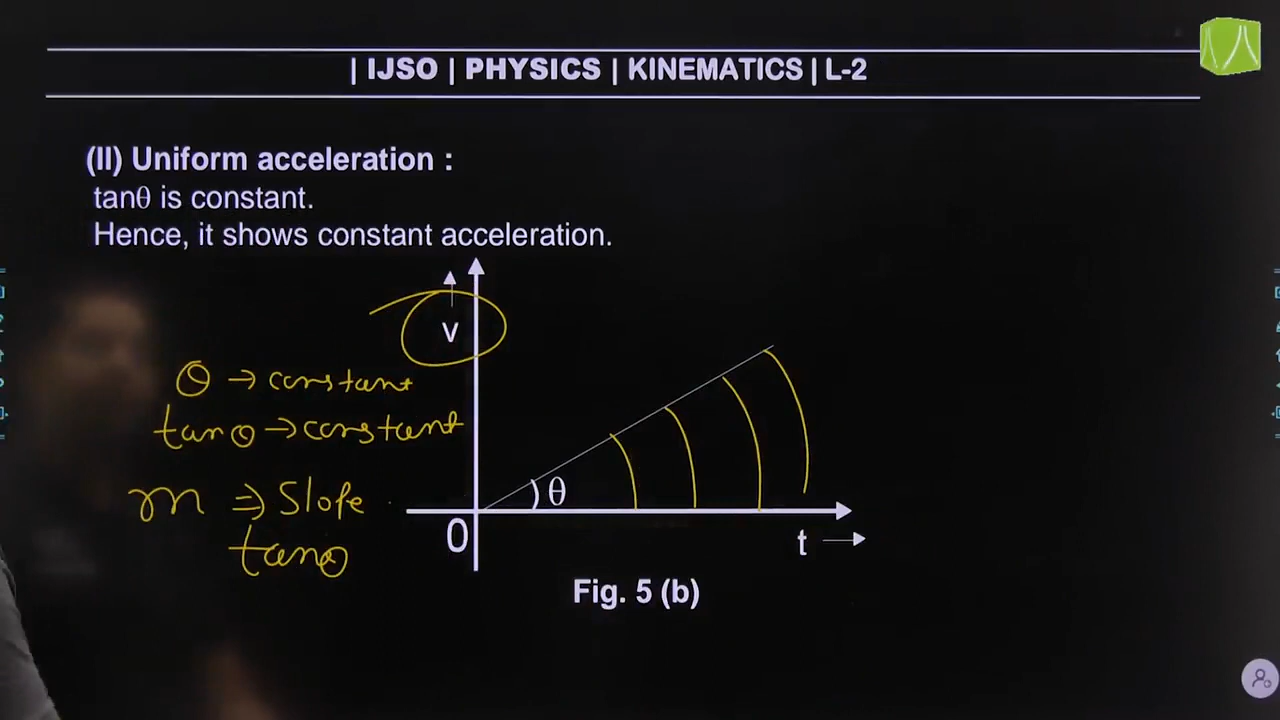 | IJSO | PHYSICS | KINEMATICS | L-2
(II) Uniform acceleration :
tanθ is constant.
Hence, it shows constant acceleration.
v
θ → constant
tanθ → constant
m ⇒ Slope
tanθ
θ
0
t
Fig. 5 (b)